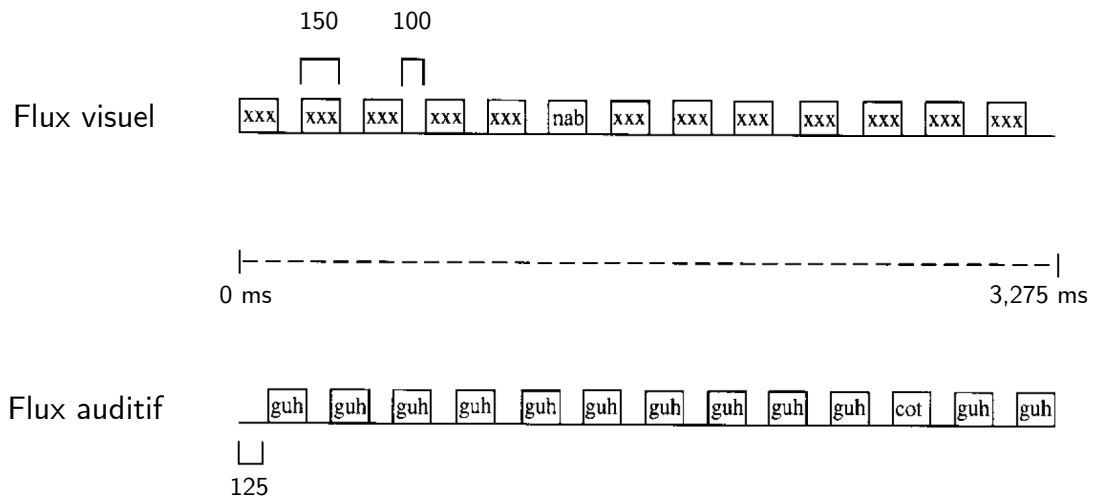 150 100
Flux visuel xxx xxx xxx xxx xxx nab xxx xxx xxx xxx xxx xxx xxx
0 ms 3,275 ms
Flux auditif guh guh guh guh guh guh guh guh guh guh cot guh guh
125